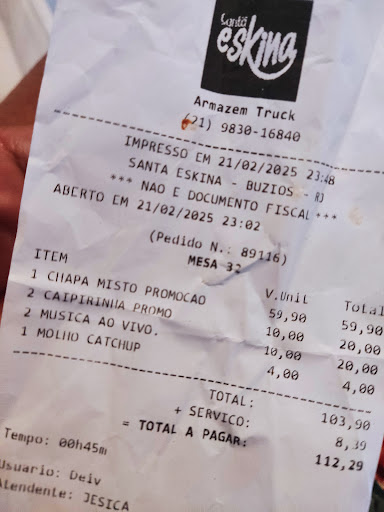 Santa
eskina
Armazem Truck
(21) 9830-16840
IMPRESSO EM 21/02/2025 23:48
SANTA ESKINA - BUZIOS - RJ
*** NAO E DOCUMENTO FISCAL ***
ABERTO EM 21/02/2025 23:02
(Pedido N.: 89116)
MESA 32
ITEM V.Unit Total
1 CHAPA MISTO PROMOCAO 59,90 59,90
2 CAIPIRINHA PROMO 10,00 20,00
2 MUSICA AO VIVO. 10,00 20,00
1 MOLHO CATCHUP 4,00 4,00
TOTAL: 103,90
+ SERVICO: 8,39
= TOTAL A PAGAR: 112,29
Tempo: 00h45m
Usuario: Deiv
Atendente: JESICA